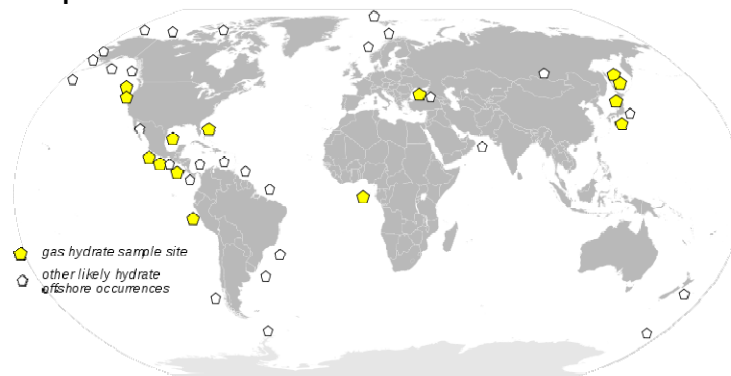 gas hydrate sample site
other likely hydrate
offshore occurrences